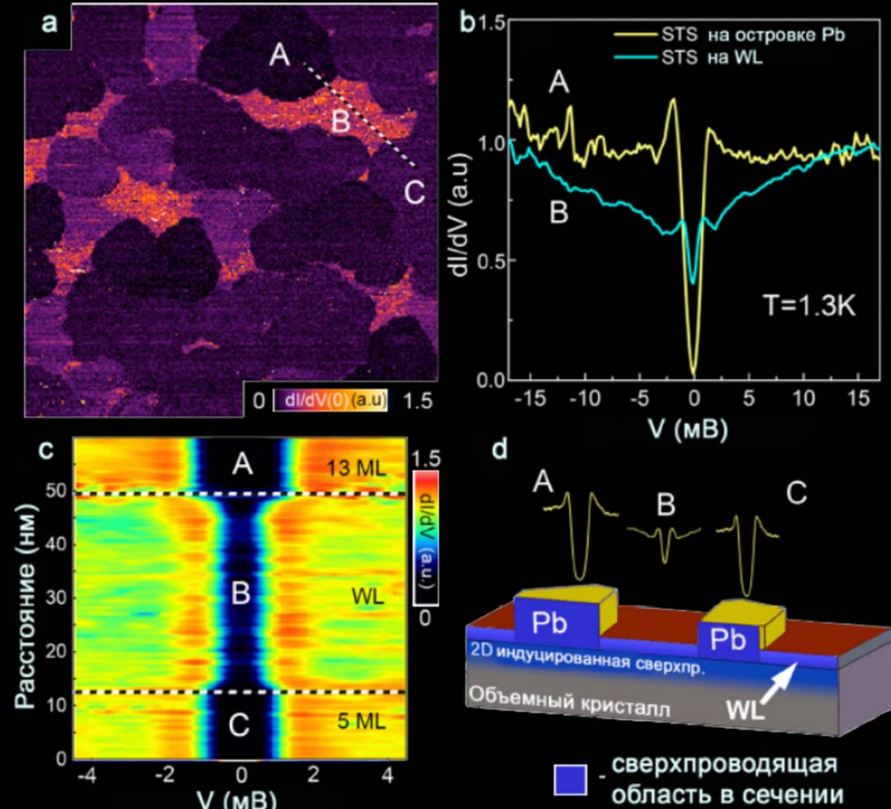 a
A
B
C
0 dI/dV(0) (a.u) 1.5
b
1.5
1.0
0.5
0.0
dI/dV (a.u)
STS на островке Pb
STS на WL
A
B
T=1.3K
-15 -10 -5 0 5 10 15
V (мВ)
c
A
13 ML
B
WL
C
5 ML
50
40
30
20
10
0
Расстояние (нм)
-4 -2 0 2 4
V (мВ)
1.5
dI/dV (a.u.)
0
d
A
B
C
Pb
Pb
2D индуцированная сверхпр.
Объемный кристалл
WL
- сверхпроводящая
область в сечении